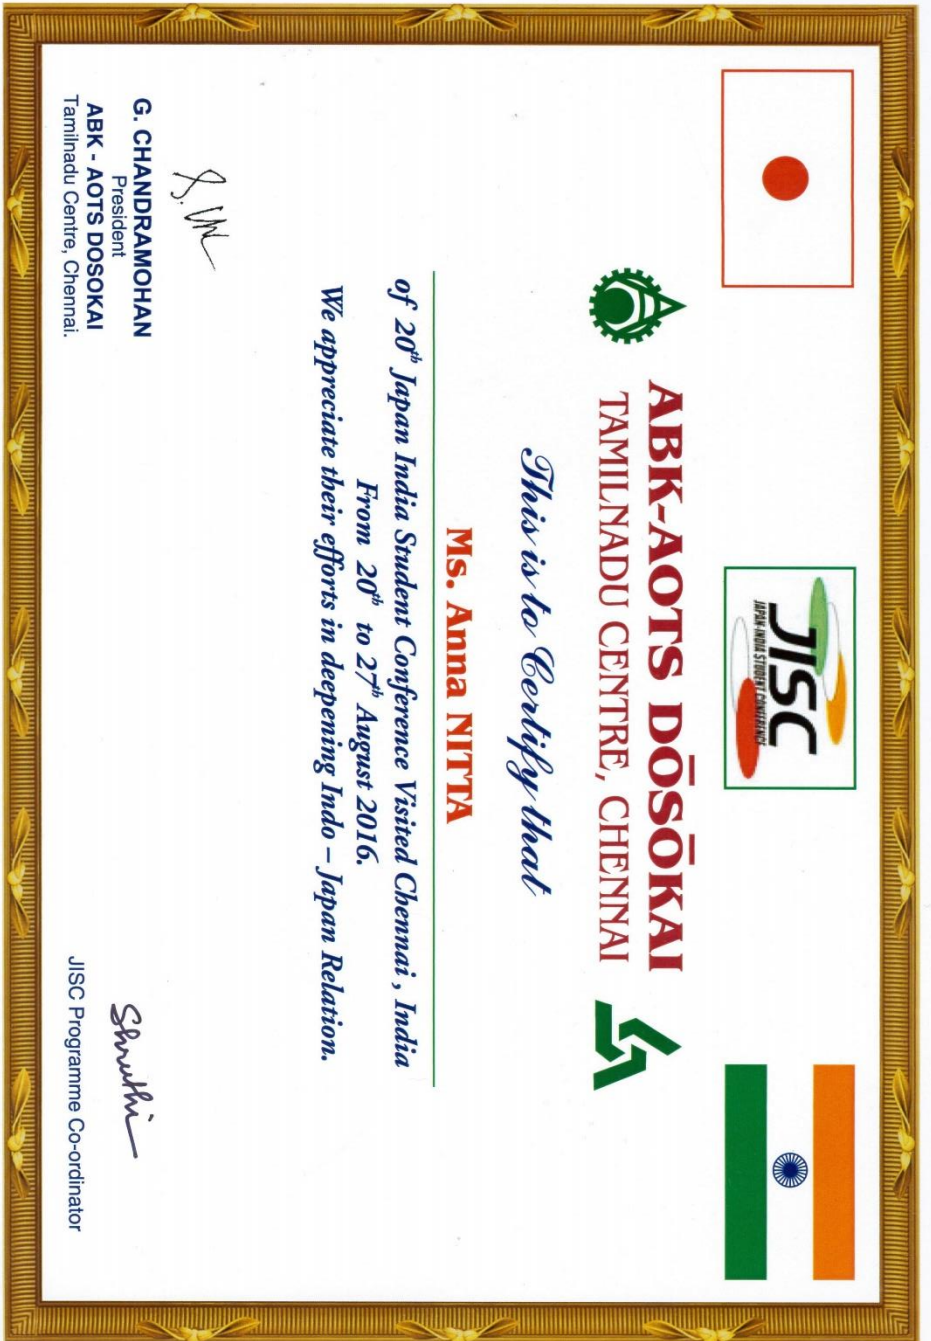 JISC
JAPAN-INDIA STUDENT CONFERENCE
ABK-AOTS DŌSŌKAI
TAMILNADU CENTRE, CHENNAI
This is to Certify that
Ms. Anna NITTA
of 20th Japan India Student Conference Visited Chennai , India
From 20th to 27th August 2016.
We appreciate their efforts in deepening Indo – Japan Relation.
G. CHANDRAMOHAN
President
ABK - AOTS DOSOKAI
Tamilnadu Centre, Chennai.
Shruthi
JISC Programme Co-ordinator